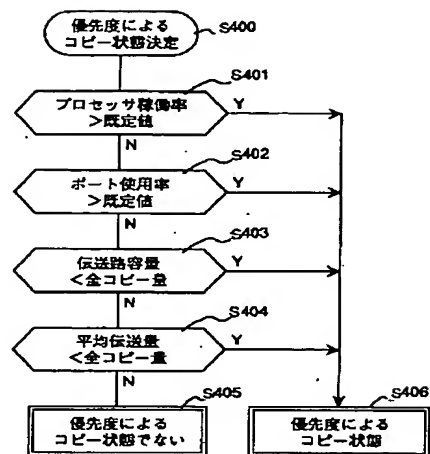 優先度による
コピー状態決定
S400
S401
プロセッサ稼働率
>既定値
Y
N
S402
ポート使用率
>既定値
Y
N
S403
伝送路容量
<全コピー量
Y
N
S404
平均伝送量
<全コピー量
Y
N
S405
優先度による
コピー状態でない
S406
優先度による
コピー状態